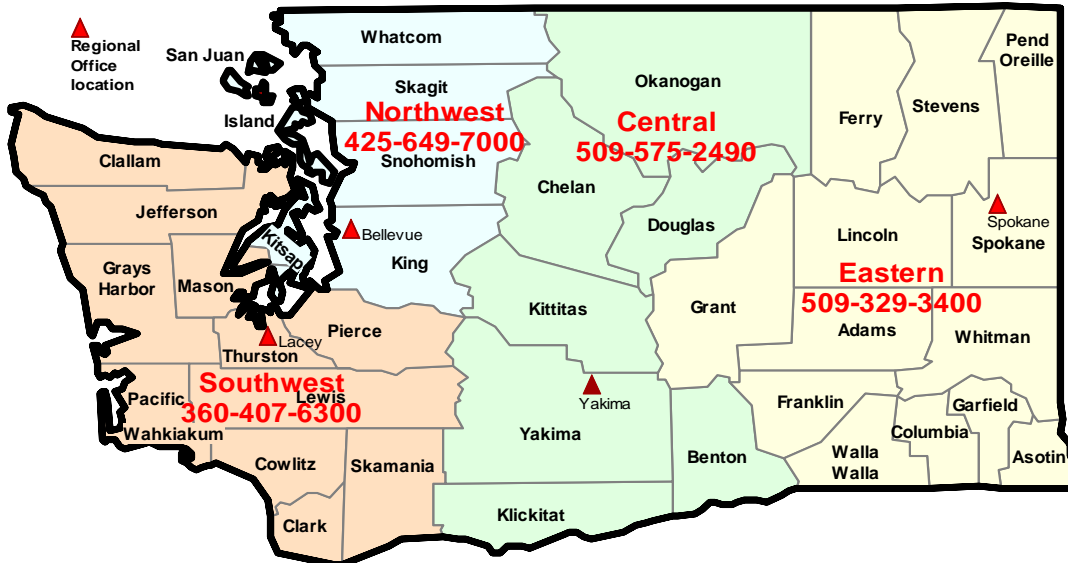 Regional
Office
location
San Juan
Whatcom
Pend
Oreille
Skagit
Okanogan
Stevens
Island
Northwest
425-649-7000
Central
509-575-2490
Ferry
Clallam
Snohomish
Chelan
Jefferson
Douglas
Spokane
Kitsap
Bellevue
Lincoln
Spokane
King
Grays
Harbor
Mason
Eastern
509-329-3400
Grant
Kittitas
Pierce
Adams
Whitman
Lacey
Thurston
Southwest
360-407-6300
Lewis
Pacific
Yakima
Franklin
Garfield
Wahkiakum
Yakima
Columbia
Cowlitz
Skamania
Benton
Walla
Walla
Asotin
Clark
Klickitat